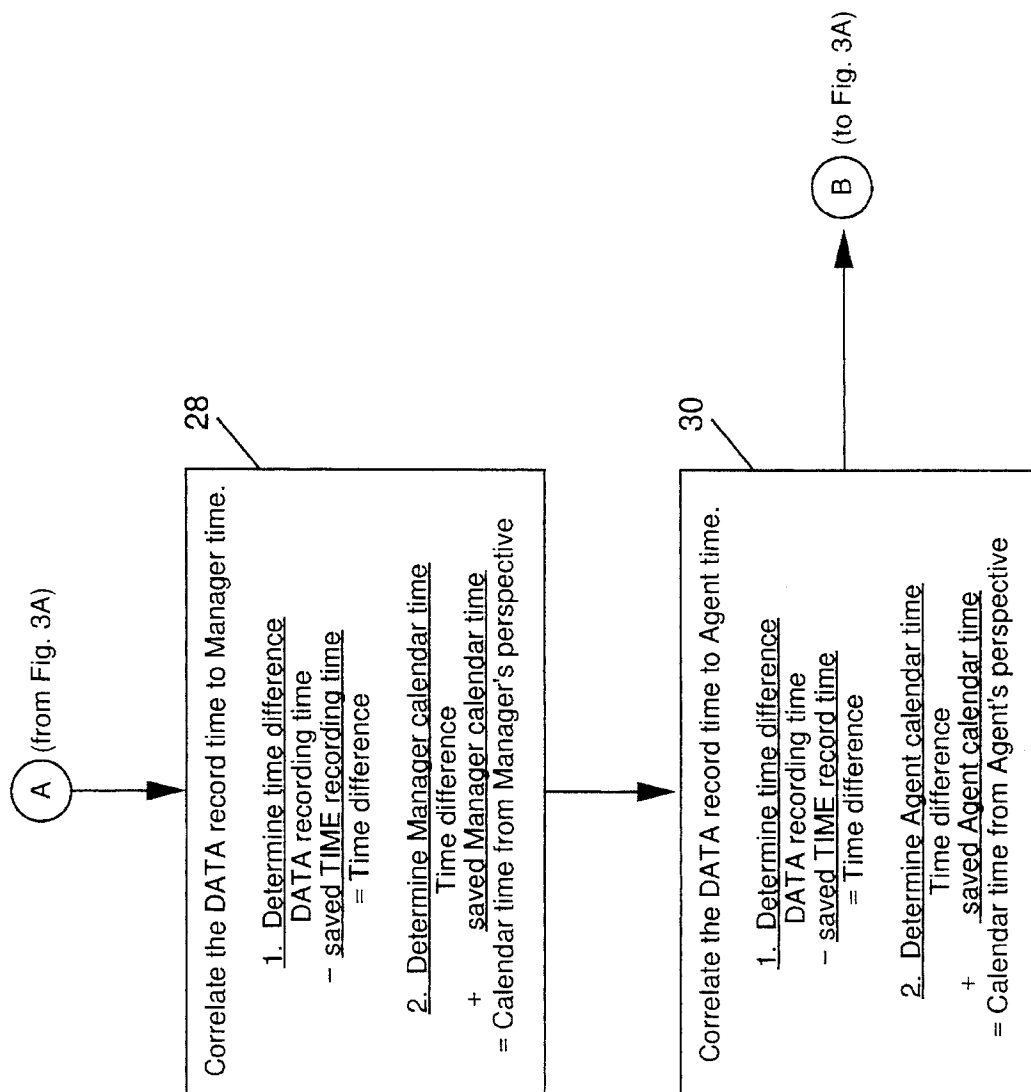 A (from Fig. 3A)
28
Correlate the DATA record time to Manager time.
1. Determine time difference
DATA recording time
– saved TIME recording time
= Time difference
2. Determine Manager calendar time
Time difference
+ saved Manager calendar time
= Calendar time from Manager's perspective
30
Correlate the DATA record time to Agent time.
1. Determine time difference
DATA recording time
– saved TIME record time
= Time difference
2. Determine Agent calendar time
Time difference
+ saved Agent calendar time
= Calendar time from Agent's perspective
B (to Fig. 3A)